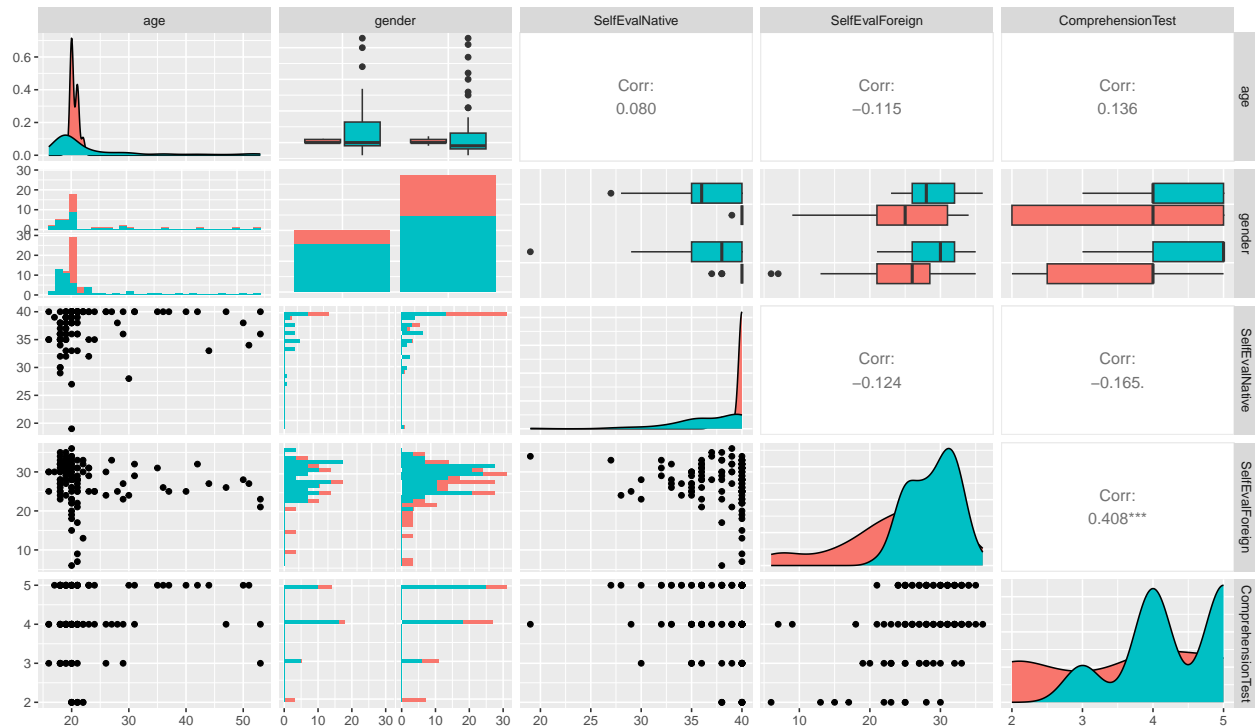 age gender SelfEvalNative SelfEvalForeign ComprehensionTest
0.6
0.4
0.2
0.0
Corr:
0.080
Corr:
−0.115
Corr:
0.136
age
30
20
10
0
30
20
10
0
gender
40
35
30
25
20
Corr:
−0.124
Corr:
−0.165.
SelfEvalNative
30
20
10
Corr:
0.408***
SelfEvalForeign
5
4
3
2
ComprehensionTest
20 30 40 50
0 10 20 30 0 10 20 30
20 25 30 35 40
10 20 30
2 3 4 5